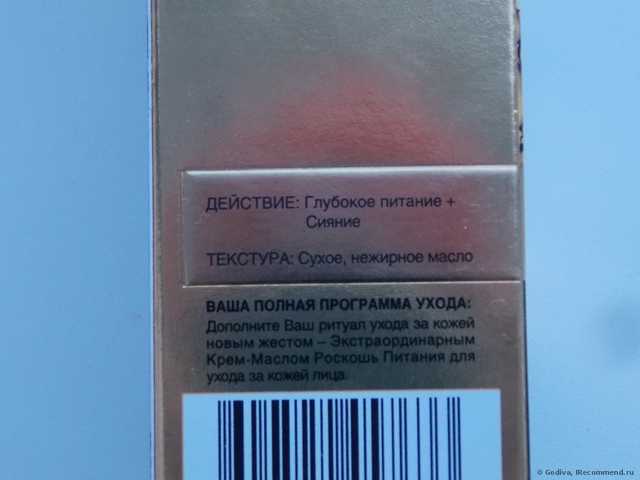 ДЕЙСТВИЕ: Глубокое питание +
Сияние
ТЕКСТУРА: Сухое, нежирное масло
ВАША ПОЛНАЯ ПРОГРАММА УХОДА:
Дополните Ваш ритуал ухода за кожей
новым жестом – Экстраординарным
Крем-Маслом Роскошь Питания для
ухода за кожей лица.
© Godiva, IRecommend.ru